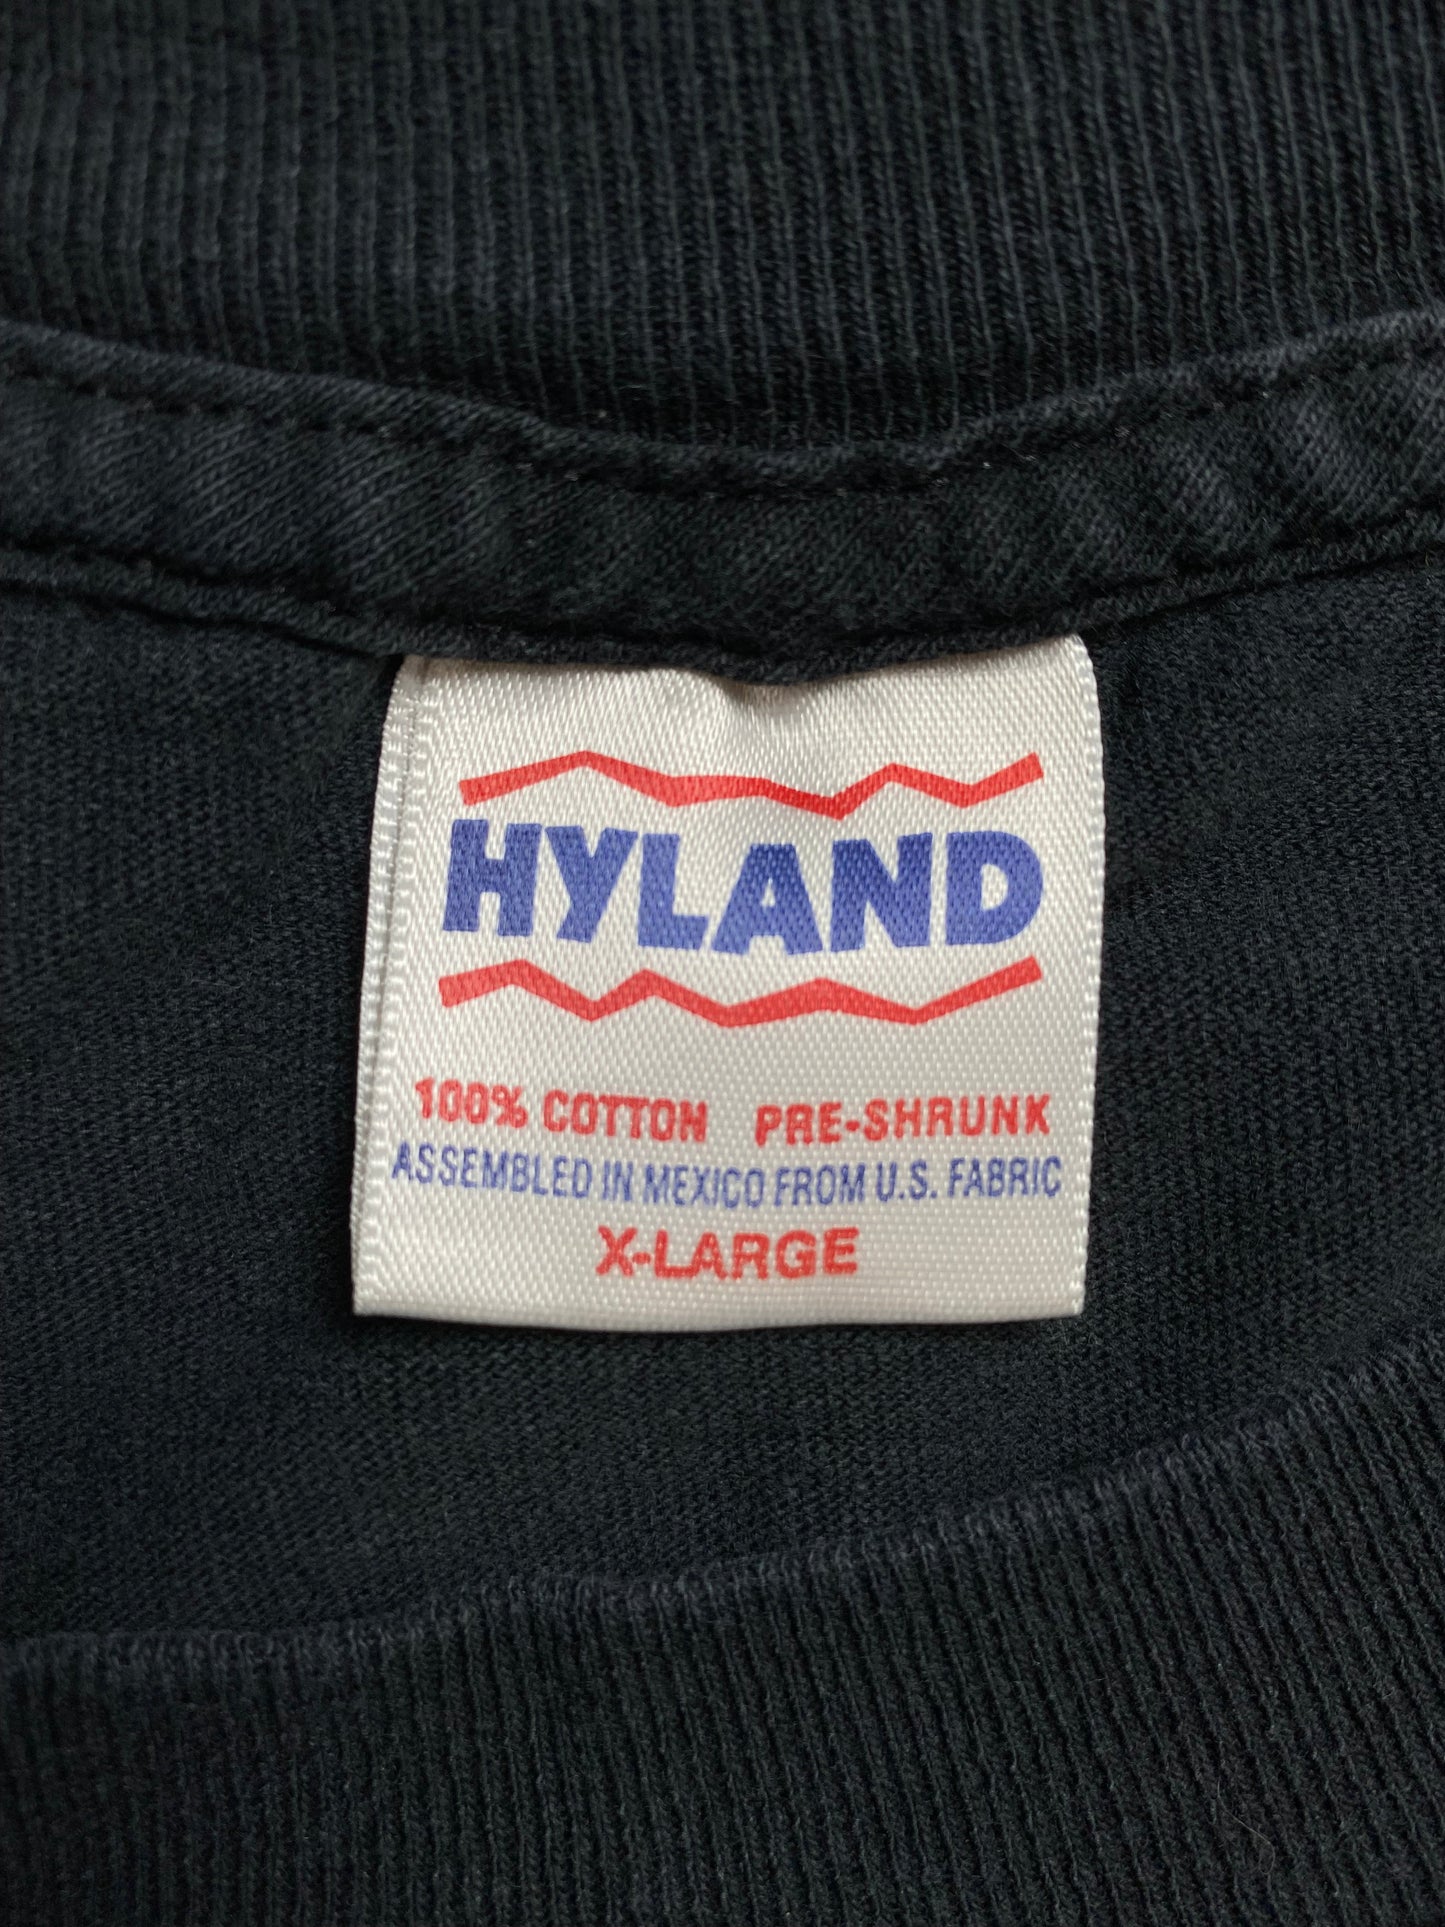 HYLAND
100% COTTON PRE-SHRUNK
ASSEMBLED IN MEXICO FROM U.S. FABRIC
X-LARGE